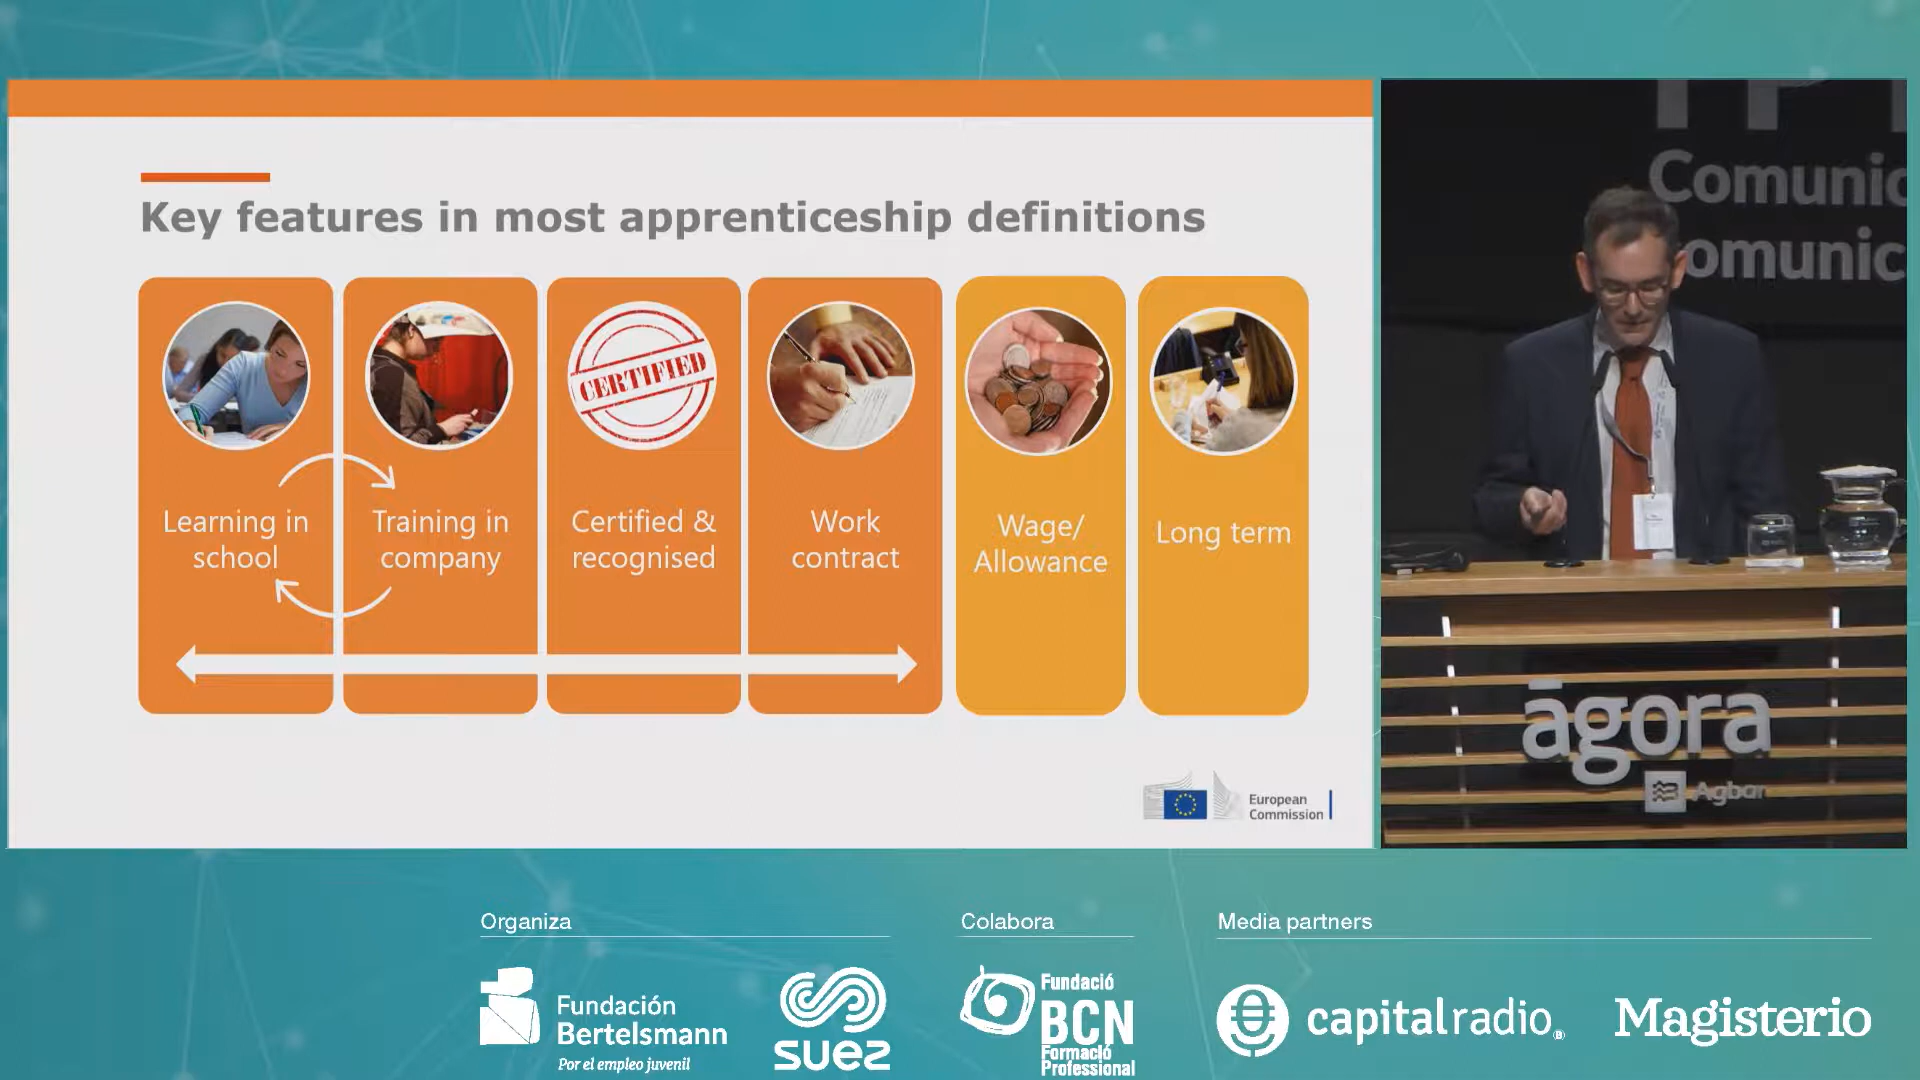 Key features in most apprenticeship definitions
CERTIFIED
Learning in
school
Training in
company
Certified &
recognised
Work
contract
Wage/
Allowance
Long term
European
Commission
Comunic
omunic
agora
Agbar
Organiza
Colabora
Media partners
Fundación
Bertelsmann
Por el empleo juvenil
suez
Fundació
BCN
Formació
Professional
capitalradio
Magisterio